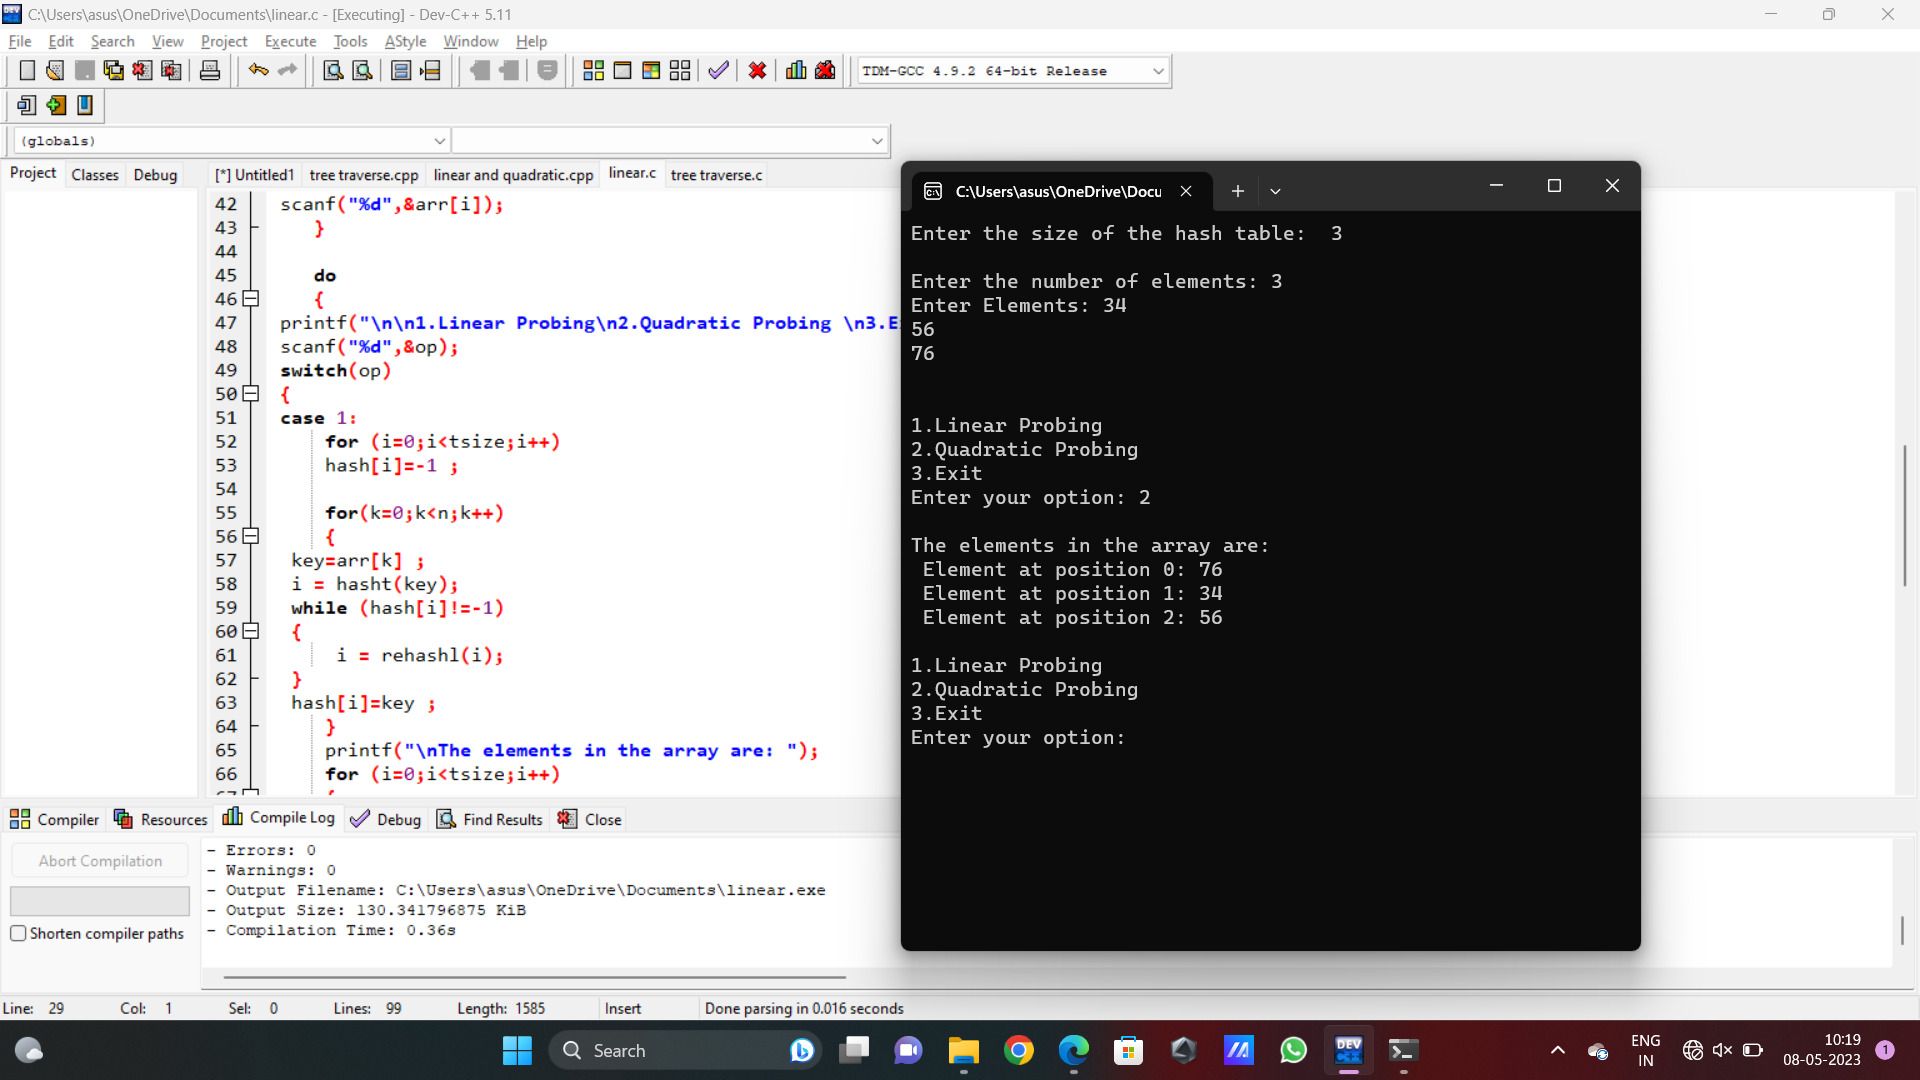 C:\Users\asus\OneDrive\Documents\linear.c - [Executing] - Dev-C++ 5.11
File Edit Search View Project Execute Tools AStyle Window Help
TDM-GCC 4.9.2 64-bit Release
(globals)
Project Classes Debug
[*] Untitled1 tree traverse.cpp linear and quadratic.cpp linear.c tree traverse.c
42 scanf("%d",&arr[i]);
43 }
44
45 do
46 {
47 printf("\n\n1.Linear Probing\n2.Quadratic Probing \n3.E
48 scanf("%d",&op);
49 switch(op)
50 {
51 case 1:
52 for (i=0;i<tsize;i++)
53 hash[i]=-1 ;
54
55 for(k=0;k<n;k++)
56 {
57 key=arr[k] ;
58 i = hasht(key);
59 while (hash[i]!=-1)
60 {
61 i = rehashl(i);
62 }
63 hash[i]=key ;
64 }
65 printf("\nThe elements in the array are: ");
66 for (i=0;i<tsize;i++)
C:\Users\asus\OneDrive\Docu
Enter the size of the hash table:  3
Enter the number of elements: 3
Enter Elements: 34
56
76
1.Linear Probing
2.Quadratic Probing
3.Exit
Enter your option: 2
The elements in the array are:
Element at position 0: 76
Element at position 1: 34
Element at position 2: 56
1.Linear Probing
2.Quadratic Probing
3.Exit
Enter your option:
Compiler Resources Compile Log Debug Find Results Close
Abort Compilation
Shorten compiler paths
- Errors: 0
- Warnings: 0
- Output Filename: C:\Users\asus\OneDrive\Documents\linear.exe
- Output Size: 130.341796875 KiB
- Compilation Time: 0.36s
Line: 29 Col: 1 Sel: 0 Lines: 99 Length: 1585 Insert Done parsing in 0.016 seconds
Search
DEV C++
ENG
IN
10:19
08-05-2023
1